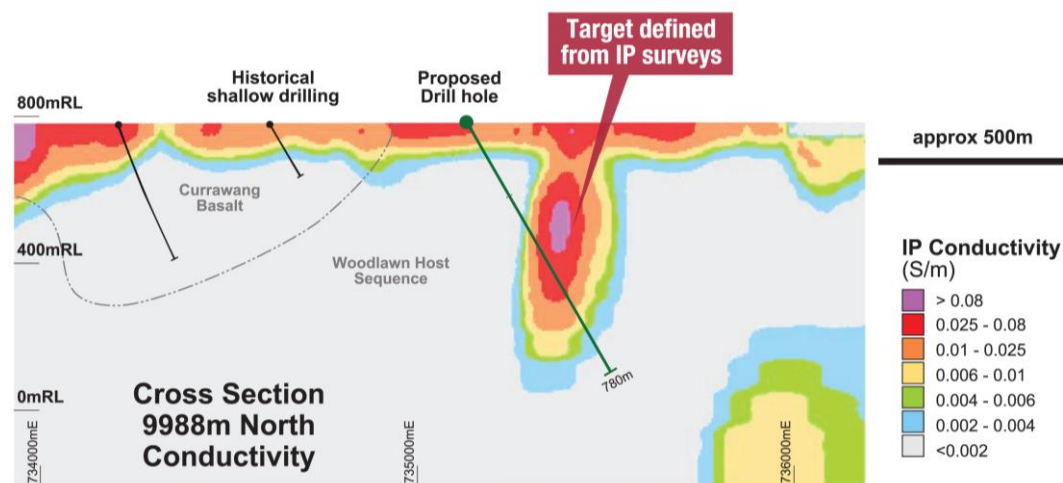 Target defined
from IP surveys
Historical
shallow drilling
Proposed
Drill hole
800mRL
approx 500m
Currawang
Basalt
400mRL
Woodlawn Host
Sequence
IP Conductivity
(S/m)
> 0.08
0.025 - 0.08
0.01 - 0.025
0.006 - 0.01
0.004 - 0.006
0.002 - 0.004
<0.002
780m
0mRL
Cross Section
9988m North
Conductivity
734000mE
735000mE
736000mE